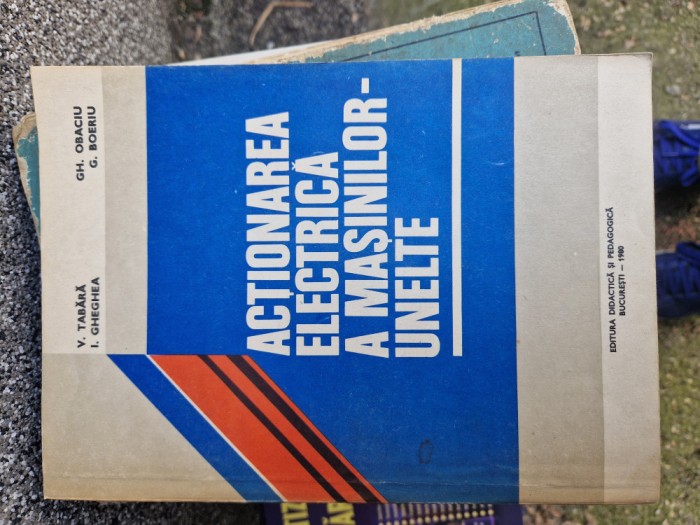 V. TABĂRĂ GH. OBACIU
I. GHEGHEA G. BOERIU
ACȚIONAREA
ELECTRICĂ
A MAȘINILOR-
UNELTE
EDITURA DIDACTICĂ ȘI PEDAGOGICĂ
BUCUREȘTI — 1980